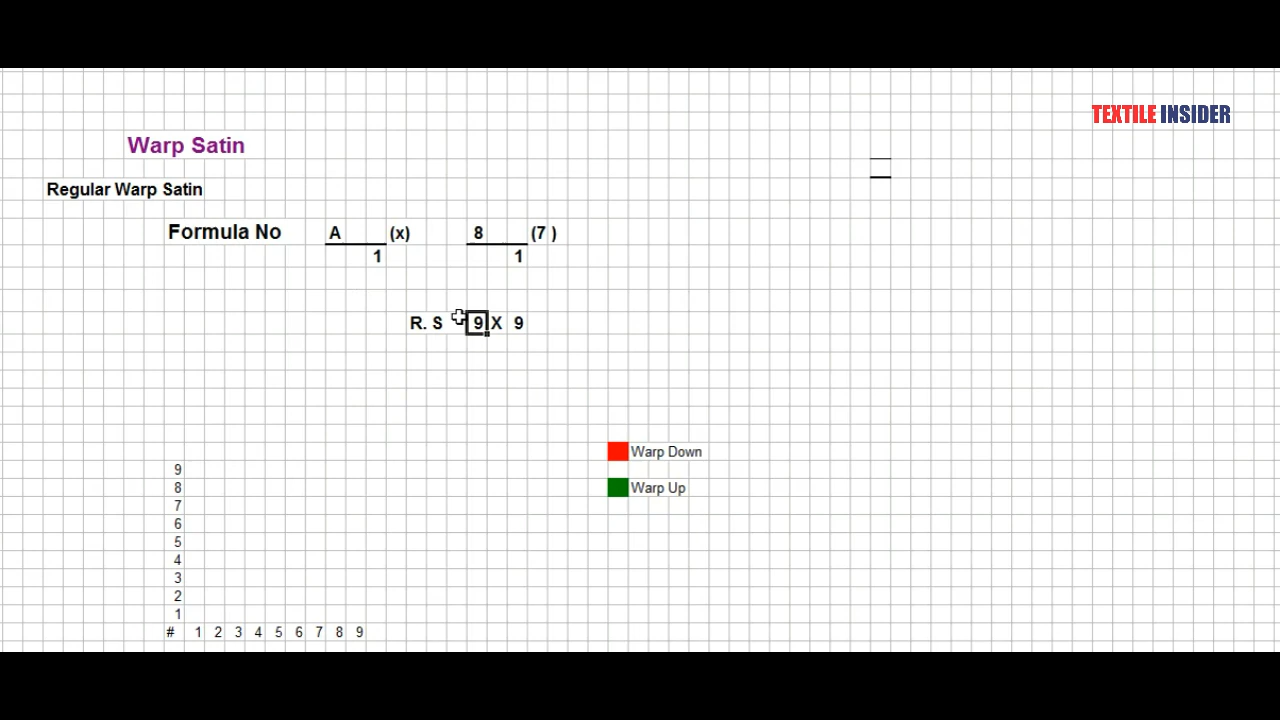 TEXTILE INSIDER
Warp Satin
Regular Warp Satin
Formula No A (x) 8 (7 )
1 1
R. S 9 X 9
Warp Down
9
8 Warp Up
7
6
5
4
3
2
1
# 1 2 3 4 5 6 7 8 9